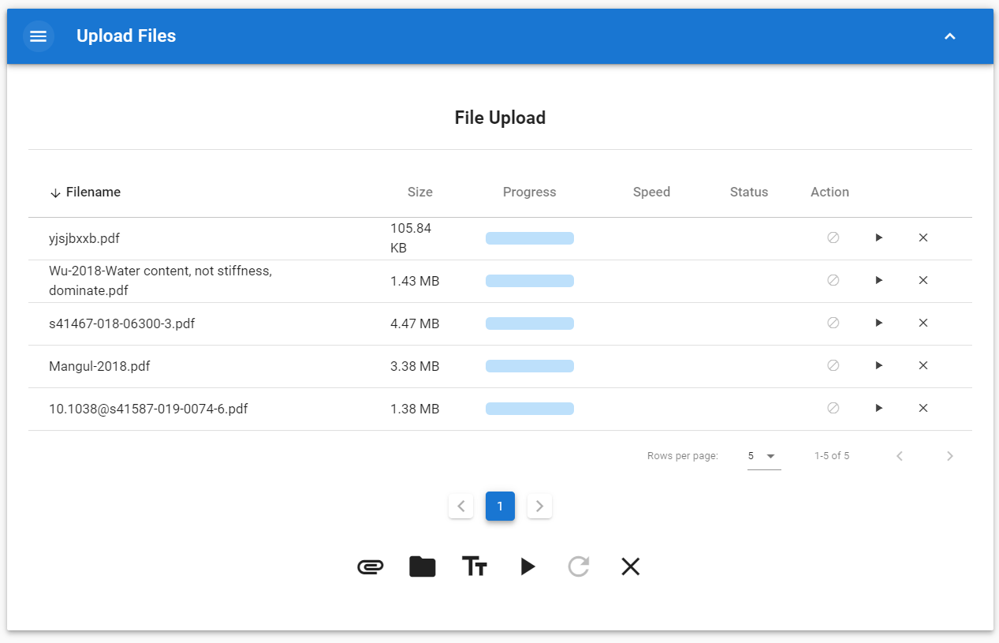 Upload Files
File Upload
Filename Size Progress Speed Status Action
yjsjbxxb.pdf 105.84
KB
Wu-2018-Water content, not stiffness,
dominate.pdf 1.43 MB
s41467-018-06300-3.pdf 4.47 MB
Mangul-2018.pdf 3.38 MB
10.1038@s41587-019-0074-6.pdf 1.38 MB
Rows per page: 5 1-5 of 5
1